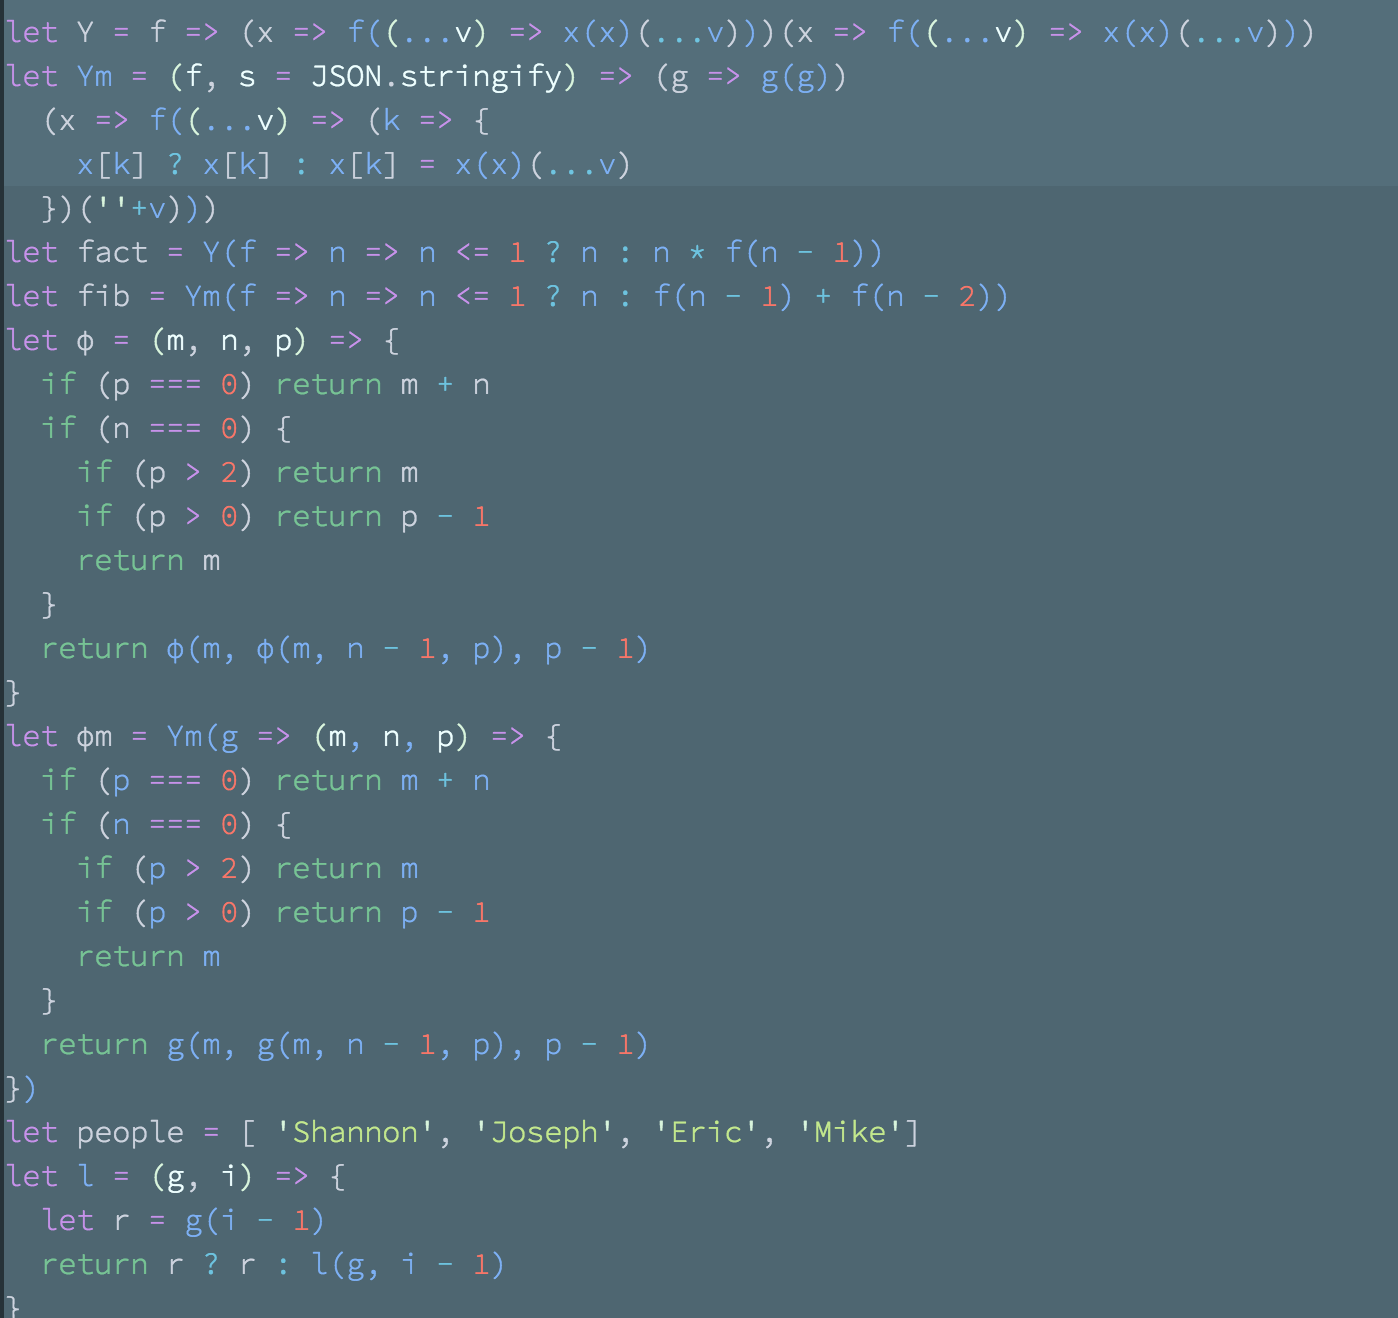 let Y = f => (x => f((...v) => x(x)(...v)))(x => f((...v) => x(x)(...v)))
let Ym = (f, s = JSON.stringify) => (g => g(g))
  (x => f((...v) => (k => {
    x[k] ? x[k] : x[k] = x(x)(...v)
  })(''+v)))
let fact = Y(f => n => n <= 1 ? n : n * f(n - 1))
let fib = Ym(f => n => n <= 1 ? n : f(n - 1) + f(n - 2))
let ϕ = (m, n, p) => {
  if (p === 0) return m + n
  if (n === 0) {
    if (p > 2) return m
    if (p > 0) return p - 1
    return m
  }
  return ϕ(m, ϕ(m, n - 1, p), p - 1)
}
let ϕm = Ym(g => (m, n, p) => {
  if (p === 0) return m + n
  if (n === 0) {
    if (p > 2) return m
    if (p > 0) return p - 1
    return m
  }
  return g(m, g(m, n - 1, p), p - 1)
})
let people = [ 'Shannon', 'Joseph', 'Eric', 'Mike']
let l = (g, i) => {
  let r = g(i - 1)
  return r ? r : l(g, i - 1)
}